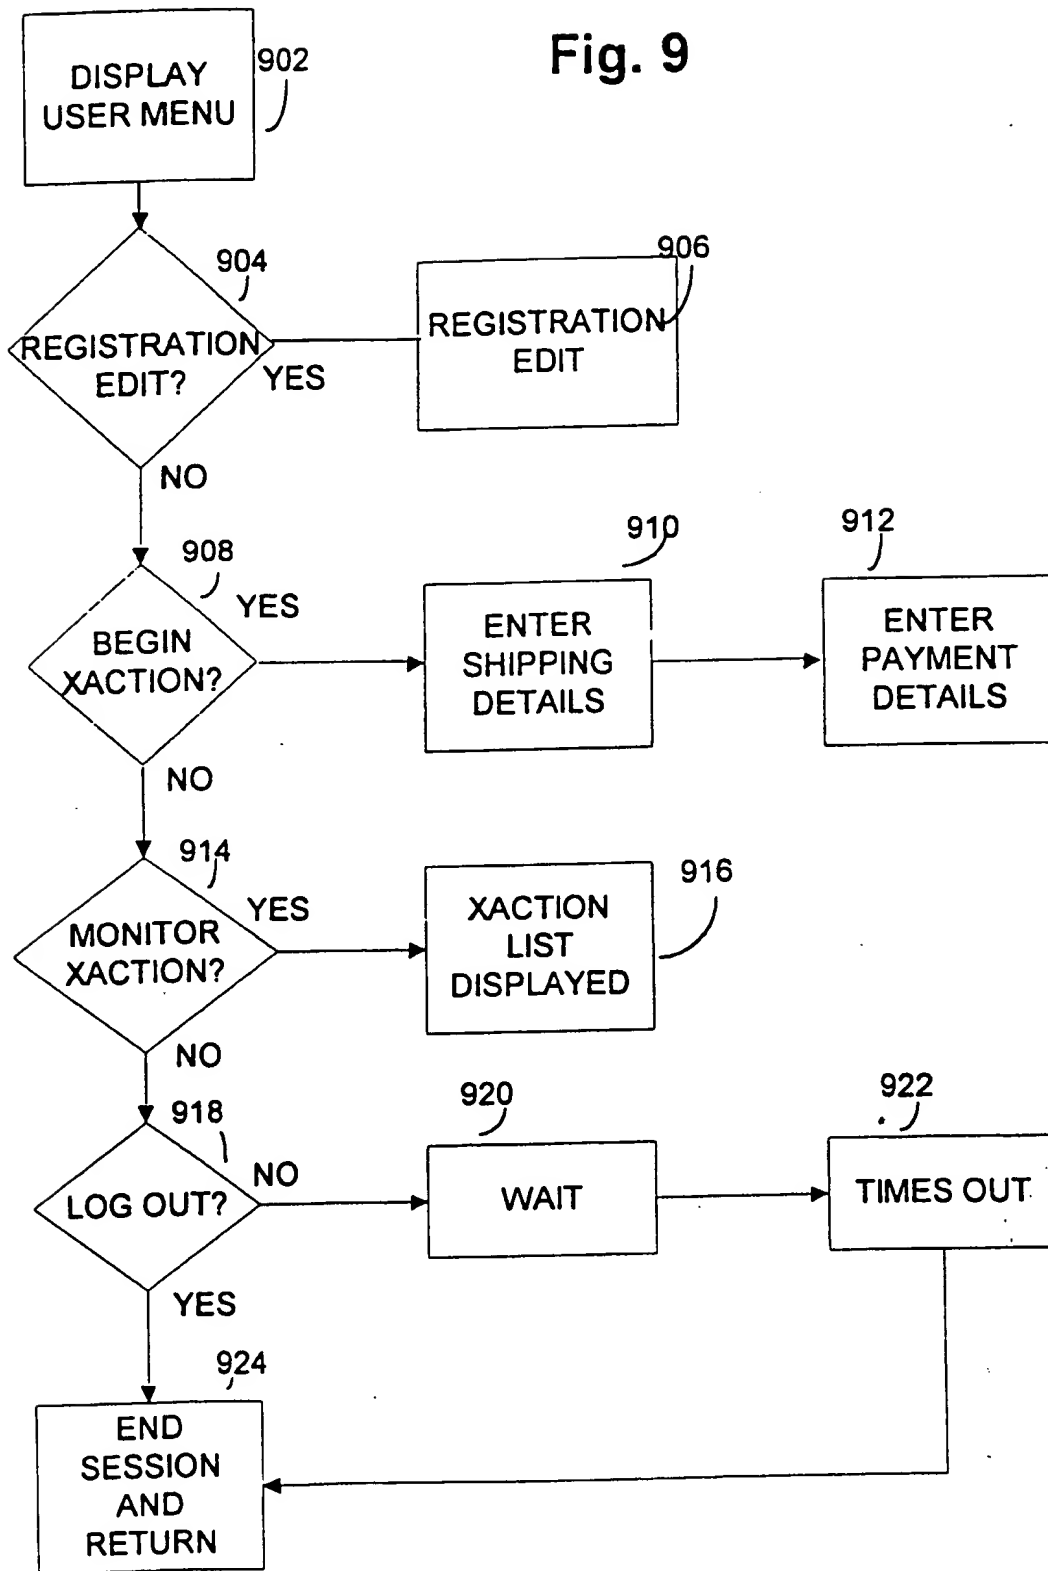 Fig. 9
DISPLAY
USER MENU
902
904
REGISTRATION
EDIT?
YES
906
REGISTRATION
EDIT
NO
908
BEGIN
XACTION?
YES
910
ENTER
SHIPPING
DETAILS
912
ENTER
PAYMENT
DETAILS
NO
914
MONITOR
XACTION?
YES
916
XACTION
LIST
DISPLAYED
NO
918
LOG OUT?
NO
920
WAIT
922
TIMES OUT
YES
924
END
SESSION
AND
RETURN